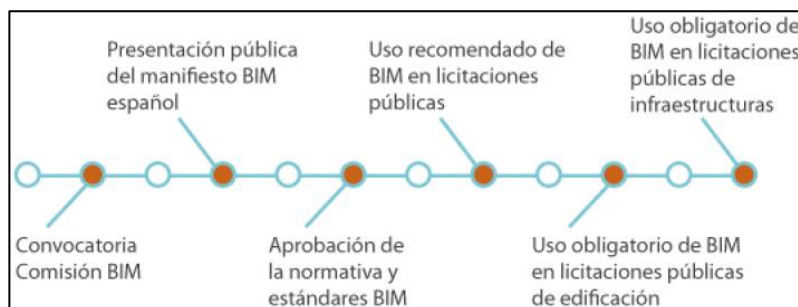 Presentación pública
del manifiesto BIM
español
Uso recomendado de
BIM en licitaciones
públicas
Uso obligatorio de
BIM en licitaciones
públicas de
infraestructuras
Convocatoria
Comisión BIM
Aprobación de
la normativa y
estándares BIM
Uso obligatorio de BIM
en licitaciones públicas
de edificación